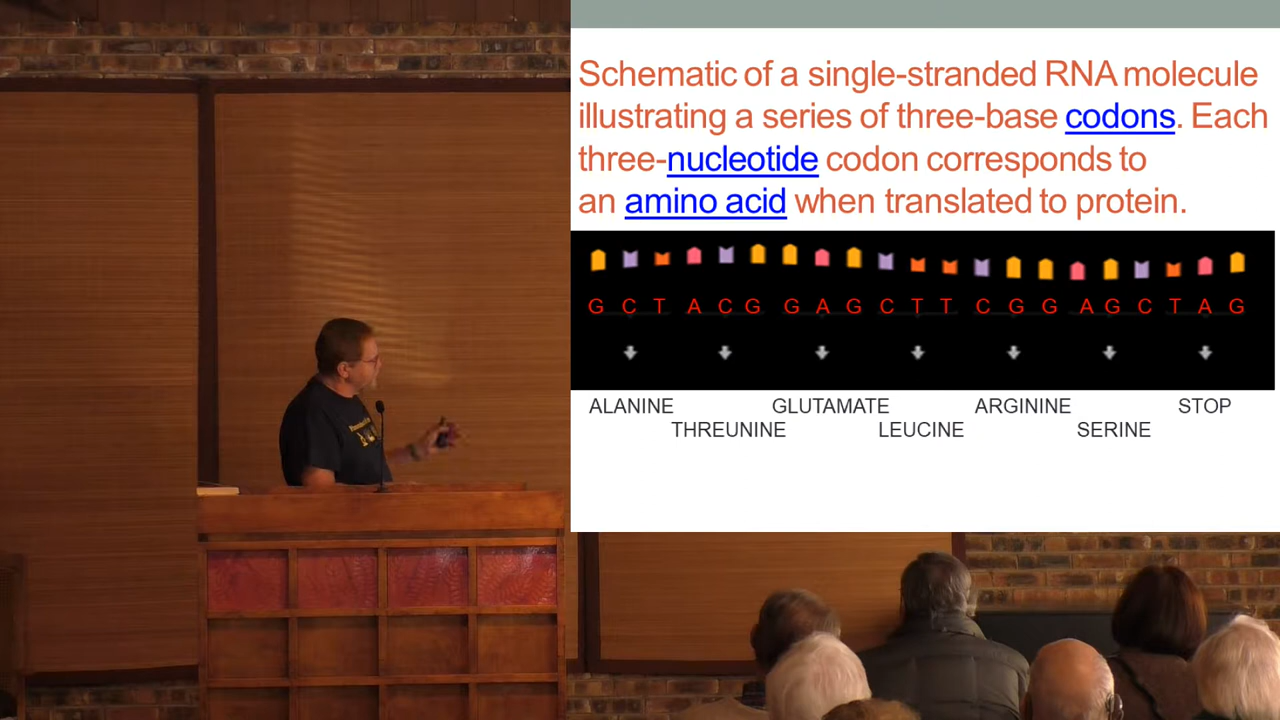 Schematic of a single-stranded RNA molecule
illustrating a series of three-base codons. Each
three-nucleotide codon corresponds to
an amino acid when translated to protein.
G C T A C G G A G C T T C G G A G C T A G
ALANINE GLUTAMATE ARGININE STOP
THREUNINE LEUCINE SERINE